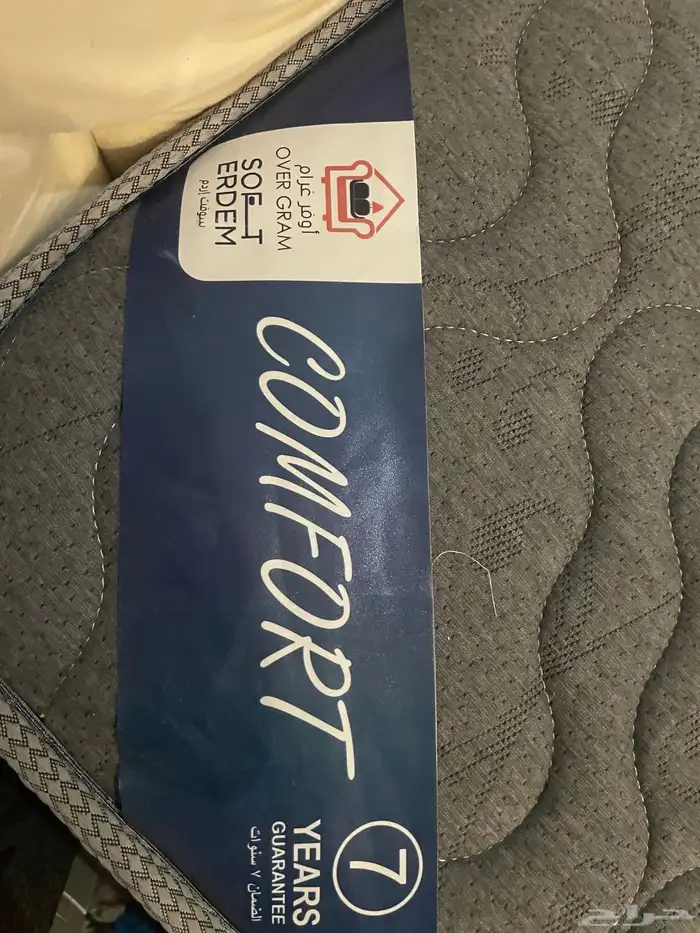 أوفر غرام
OVER GRAM
SOFT
ERDEM
سوفت إردم
COMFORT
7
YEARS
GUARANTEE
الضمان ٧ سنوات
حراج